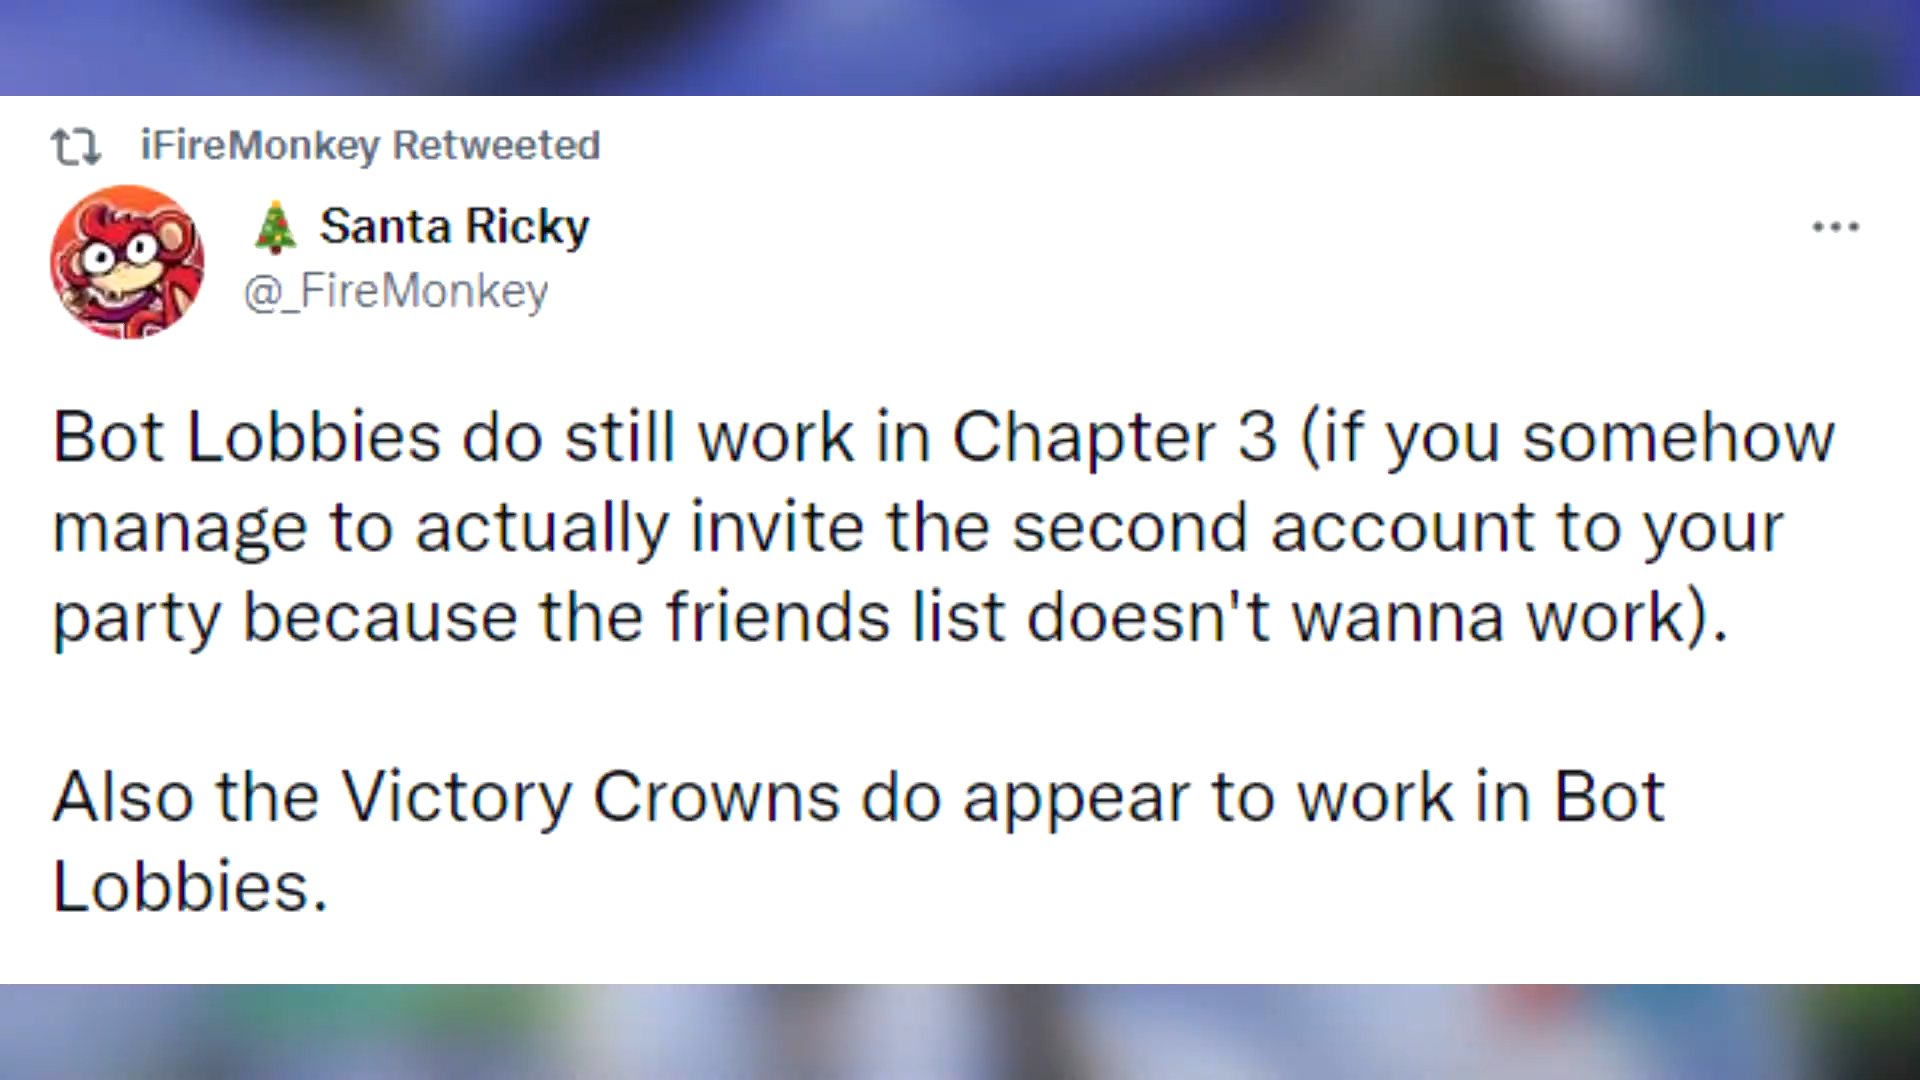 iFireMonkey Retweeted
🎄 Santa Ricky
@_FireMonkey
Bot Lobbies do still work in Chapter 3 (if you somehow
manage to actually invite the second account to your
party because the friends list doesn't wanna work).
Also the Victory Crowns do appear to work in Bot
Lobbies.